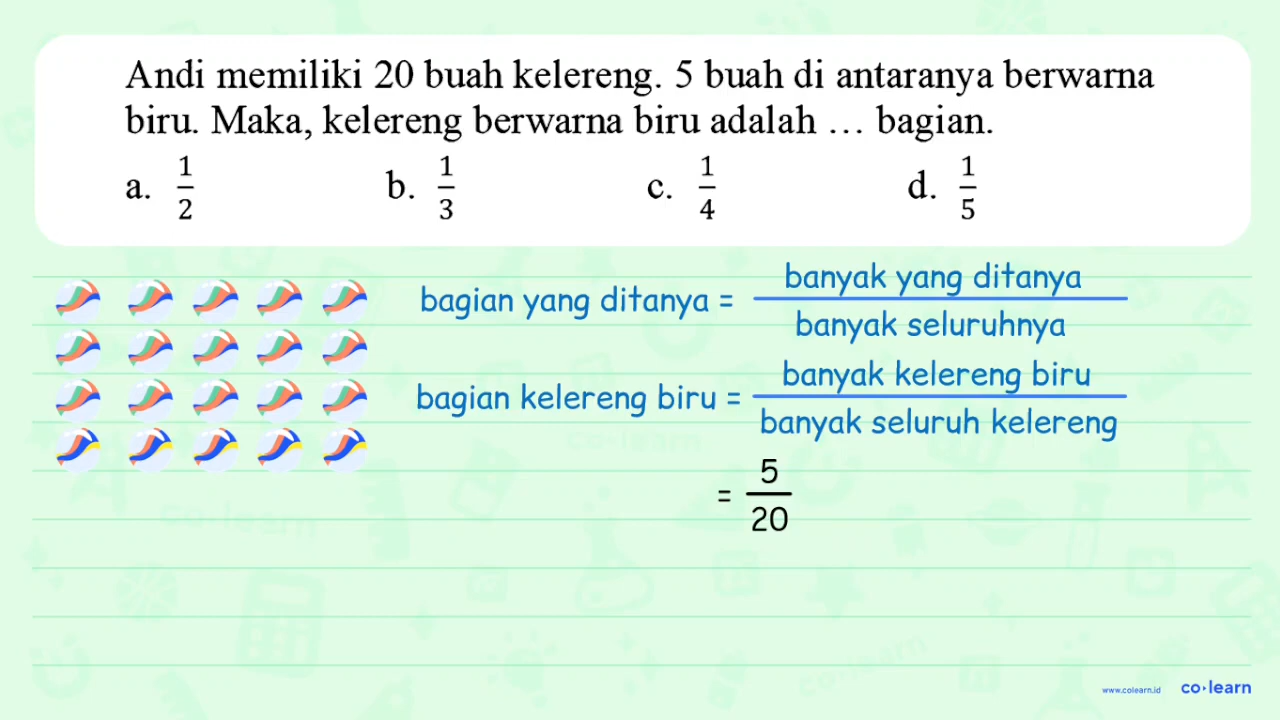 Andi memiliki 20 buah kelereng. 5 buah di antaranya berwarna
biru. Maka, kelereng berwarna biru adalah … bagian.
a. 1/2 b. 1/3 c. 1/4 d. 1/5
bagian yang ditanya = banyak yang ditanya / banyak seluruhnya
bagian kelereng biru = banyak kelereng biru / banyak seluruh kelereng
= 5/20
www.colearn.id co·learn